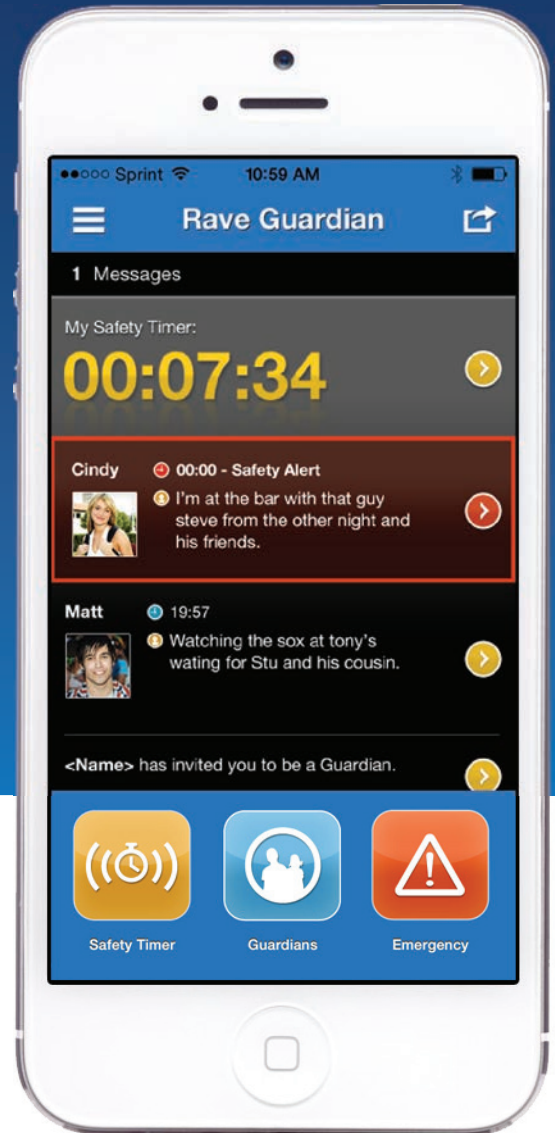 Sprint 10:59 AM
Rave Guardian
1 Messages
My Safety Timer:
00:07:34
Cindy 00:00 - Safety Alert
I'm at the bar with that guy
steve from the other night and
his friends.
Matt 19:57
Watching the sox at tony's
wating for Stu and his cousin.
<Name> has invited you to be a Guardian.
Safety Timer Guardians Emergency